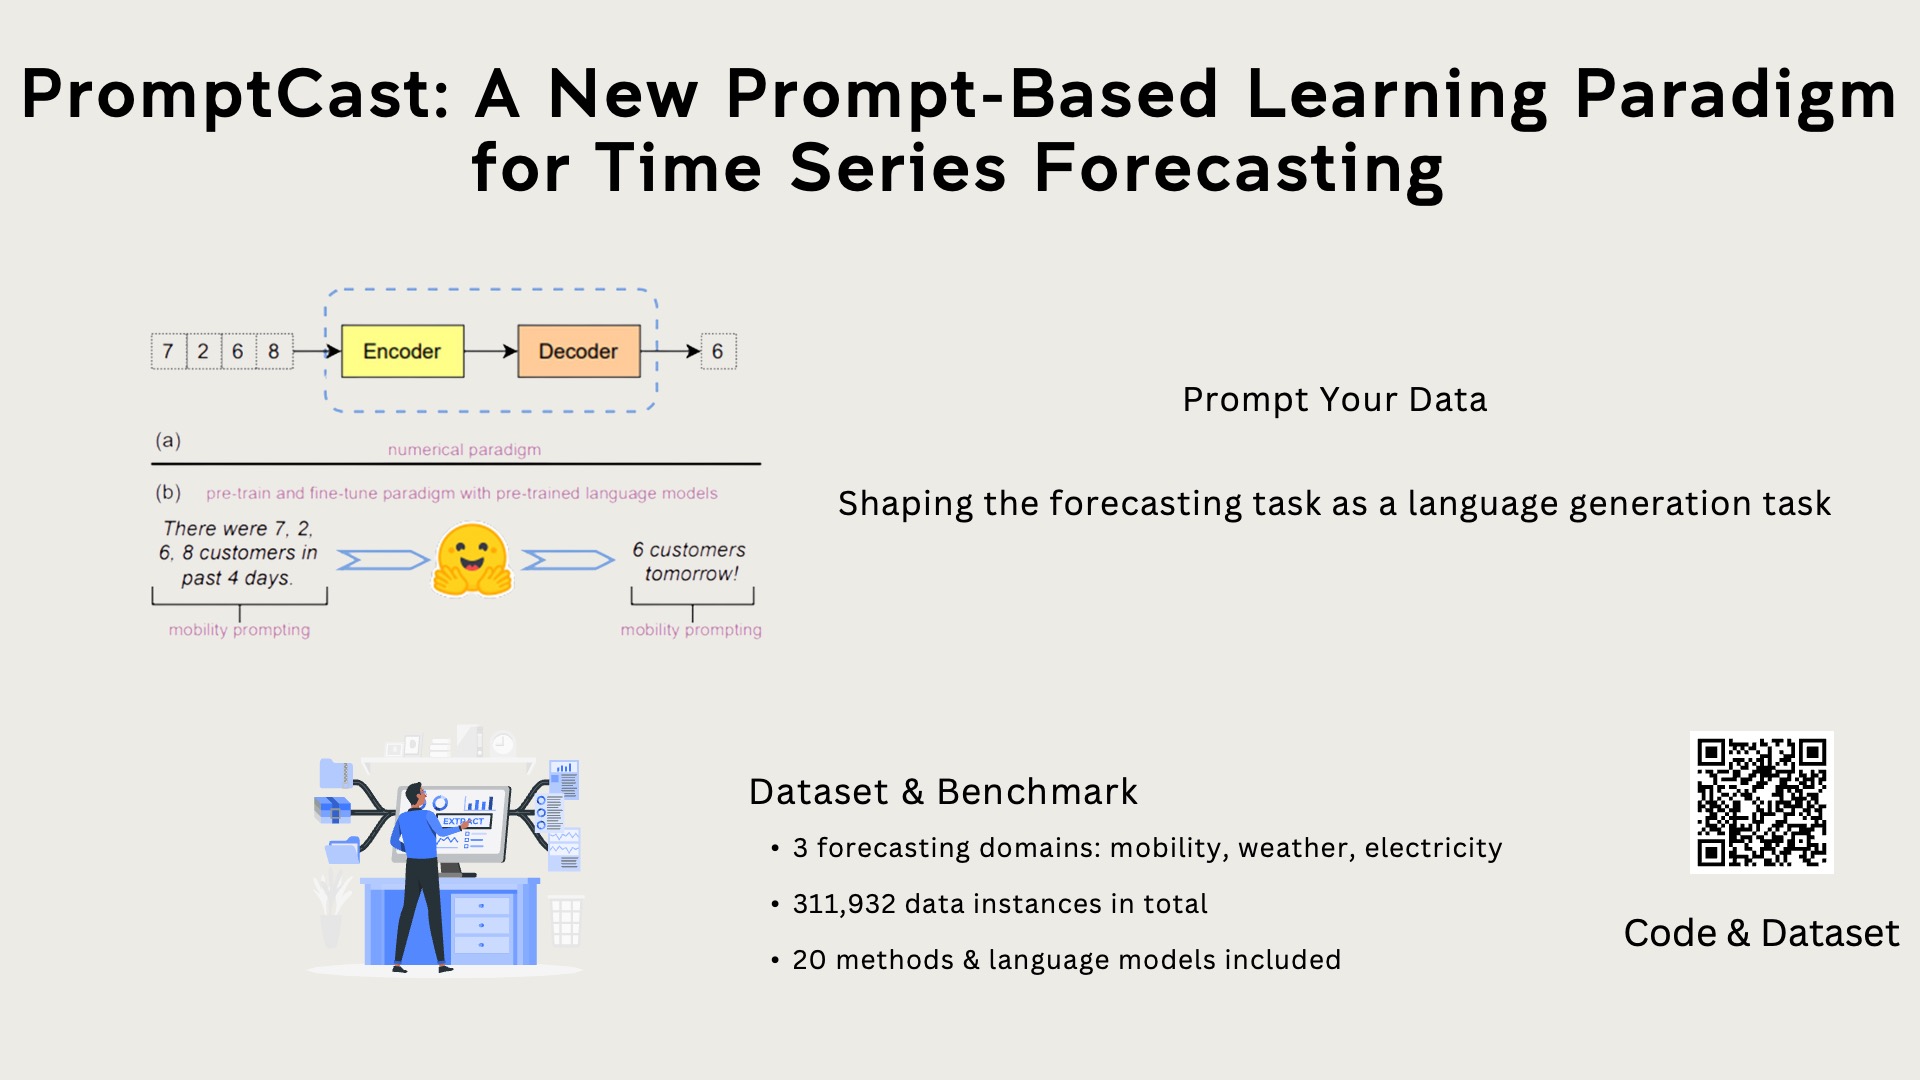 PromptCast: A New Prompt-Based Learning Paradigm
for Time Series Forecasting
7 2 6 8
Encoder
Decoder
6
(a)
numerical paradigm
(b)
pre-train and fine-tune paradigm with pre-trained language models
There were 7, 2,
6, 8 customers in
past 4 days.
6 customers
tomorrow!
mobility prompting
mobility prompting
Prompt Your Data
Shaping the forecasting task as a language generation task
EXTRACT
Dataset & Benchmark
• 3 forecasting domains: mobility, weather, electricity
• 311,932 data instances in total
• 20 methods & language models included
Code & Dataset